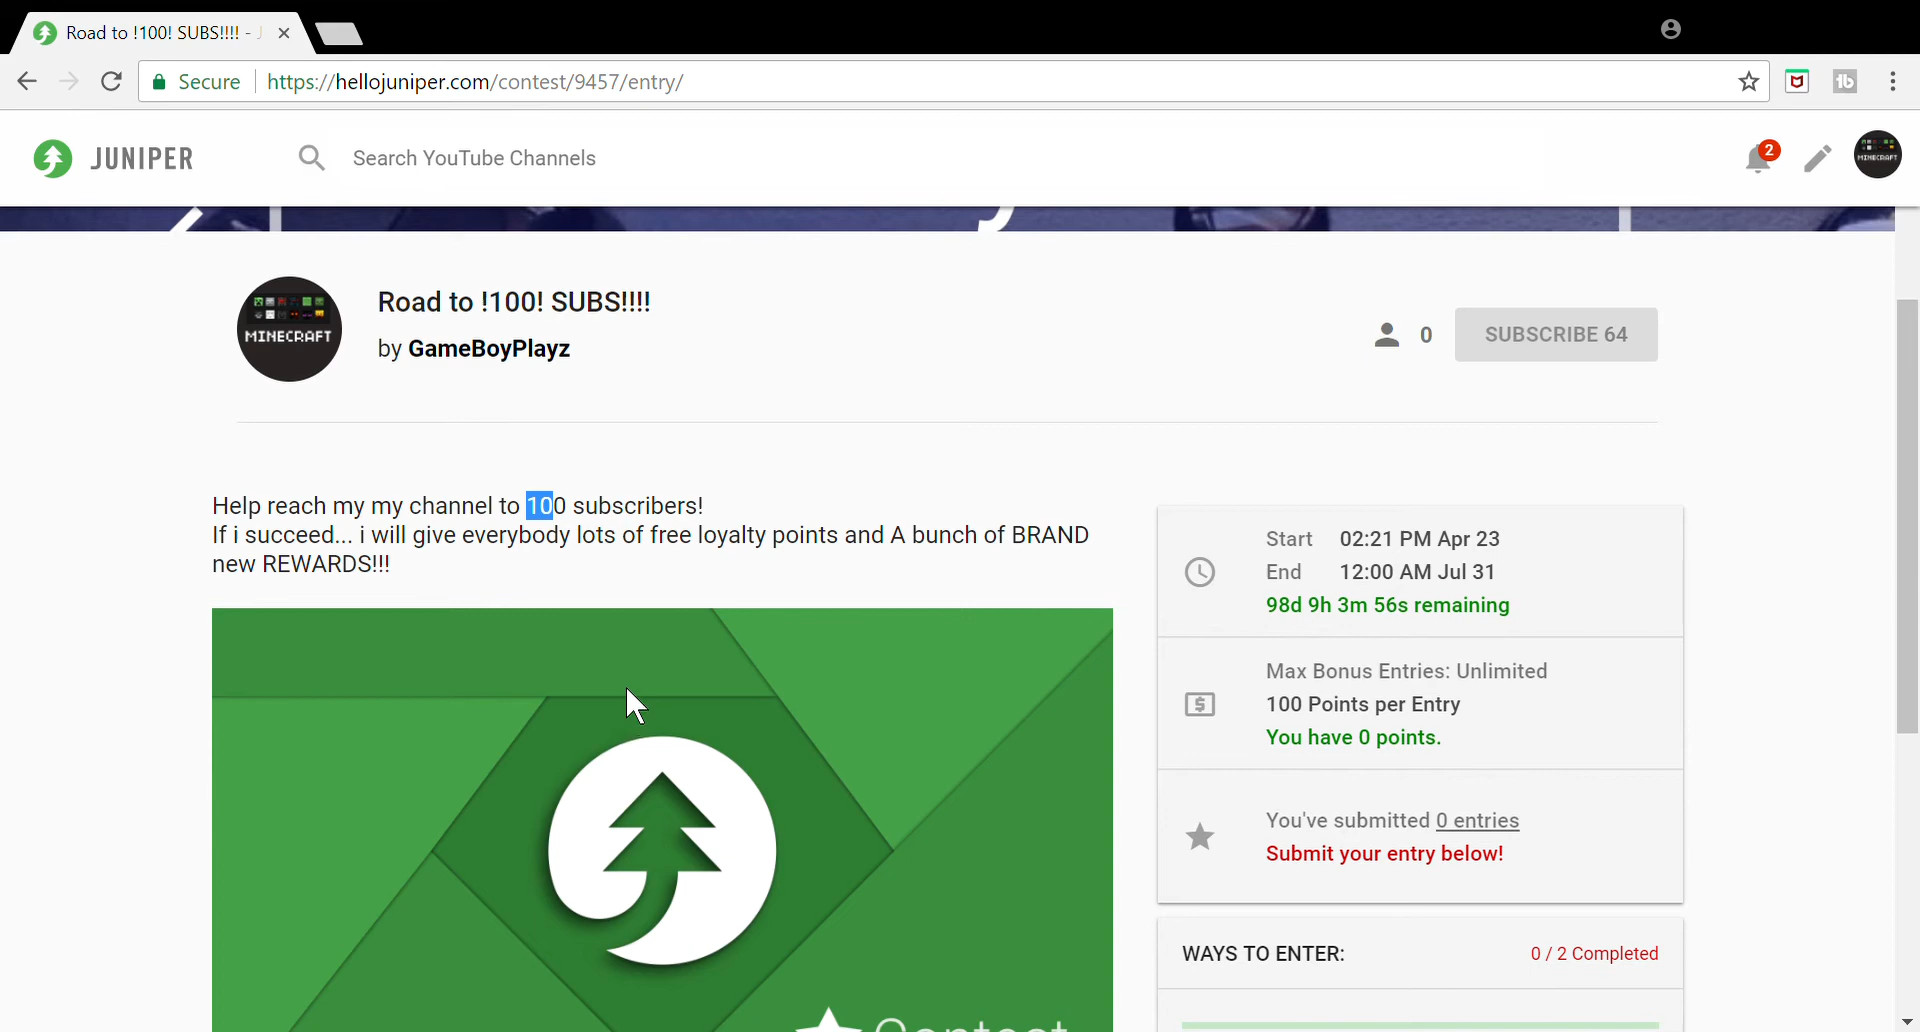 Road to !100! SUBS!!!! - J
Secure https://hellojuniper.com/contest/9457/entry/
JUNIPER
Search YouTube Channels
2
MINECRAFT
Road to !100! SUBS!!!!
by GameBoyPlayz
MINECRAFT
0 SUBSCRIBE 64
Help reach my my channel to 100 subscribers!
If i succeed... i will give everybody lots of free loyalty points and A bunch of BRAND
new REWARDS!!!
Start 02:21 PM Apr 23
End 12:00 AM Jul 31
98d 9h 3m 56s remaining
Max Bonus Entries: Unlimited
100 Points per Entry
You have 0 points.
You've submitted 0 entries
Submit your entry below!
WAYS TO ENTER: 0 / 2 Completed
Contest